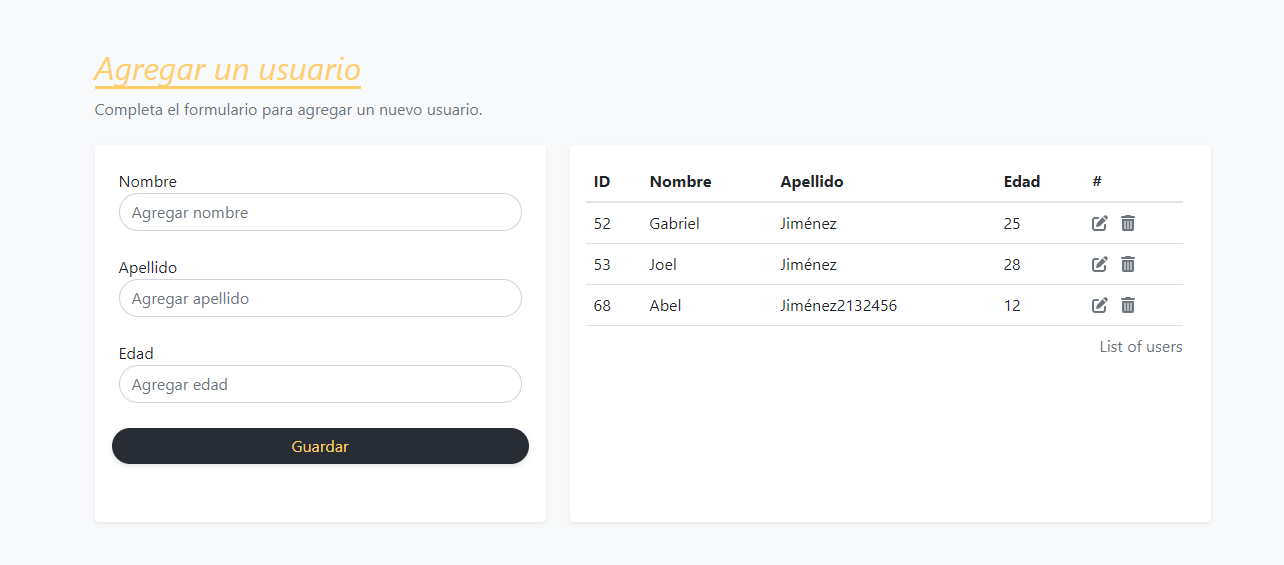 Agregar un usuario
Completa el formulario para agregar un nuevo usuario.
Nombre
Agregar nombre
Apellido
Agregar apellido
Edad
Agregar edad
Guardar
ID Nombre Apellido Edad #
52 Gabriel Jiménez 25
53 Joel Jiménez 28
68 Abel Jiménez2132456 12
List of users